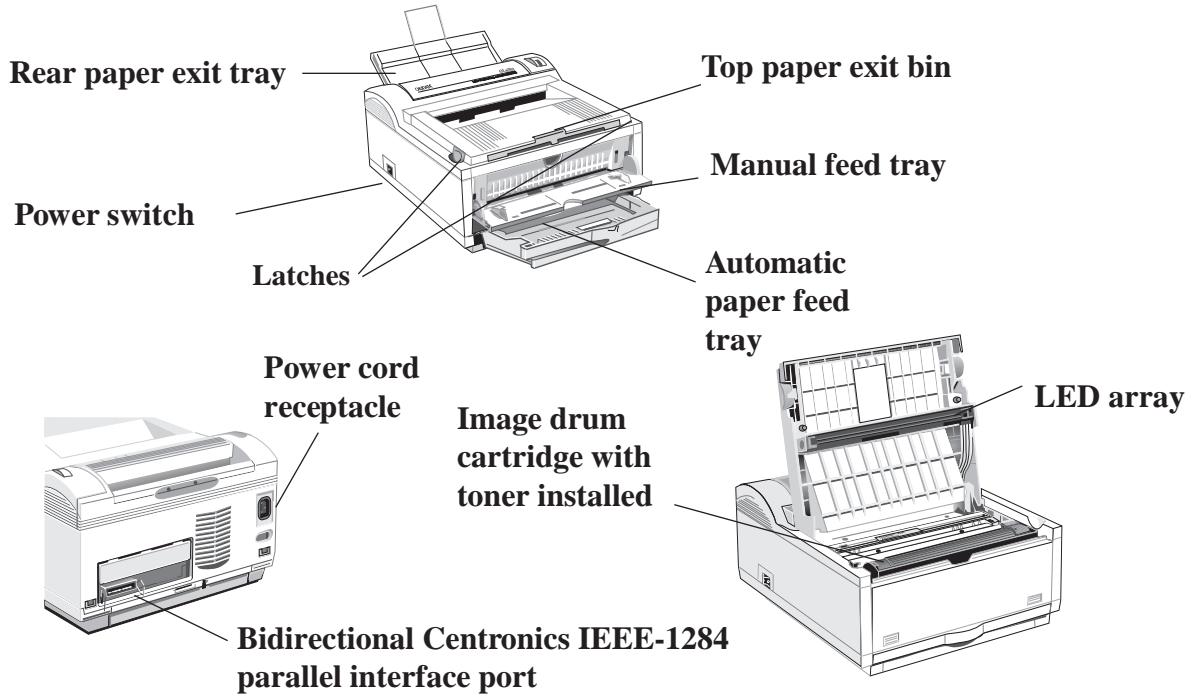 Rear paper exit tray
Top paper exit bin
Manual feed tray
Power switch
Latches
Automatic
paper feed
tray
Power cord
receptacle
Image drum
cartridge with
toner installed
LED array
Bidirectional Centronics IEEE-1284
parallel interface port